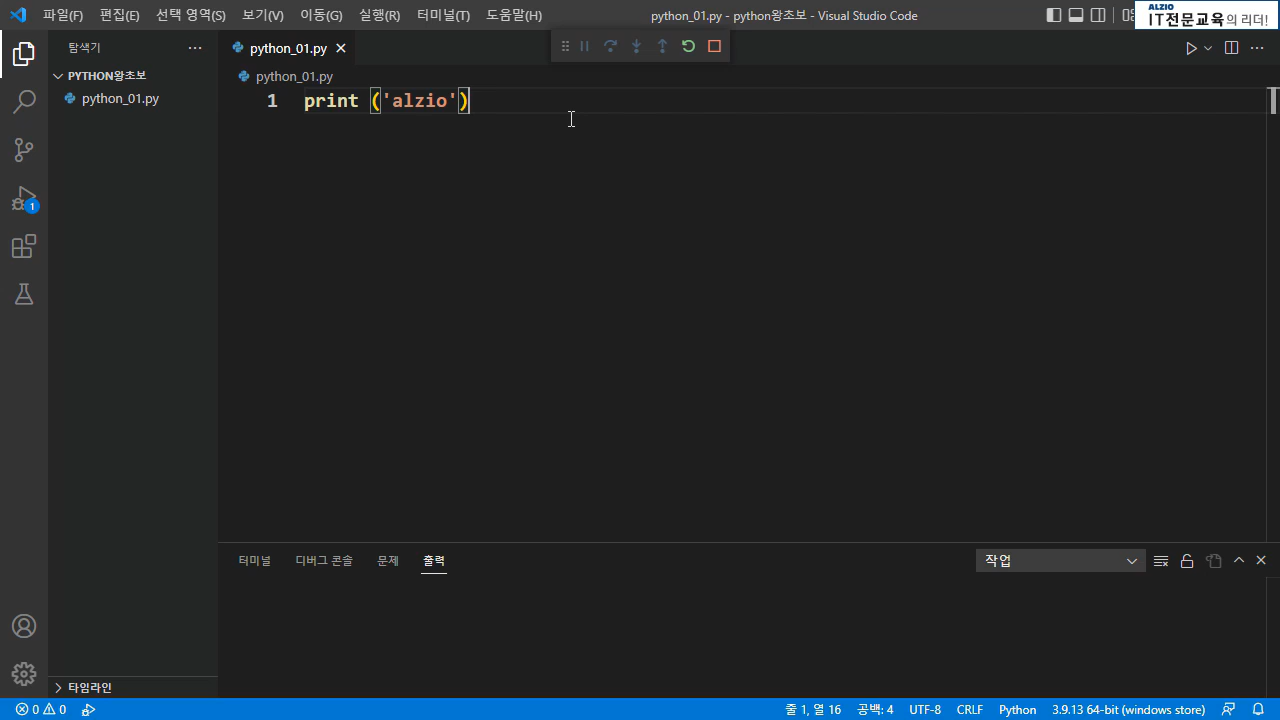 파일(F) 편집(E) 선택 영역(S) 보기(V) 이동(G) 실행(R) 터미널(T) 도움말(H) python_01.py - python왕초보 - Visual Studio Code
ALZIO
IT전문교육의 리더!
탐색기
python_01.py
PYTHON왕초보
python_01.py
python_01.py
1 print ('alzio')
1
터미널 디버그 콘솔 문제 출력 작업
타임라인
0 0 줄 1, 열 16 공백: 4 UTF-8 CRLF Python 3.9.13 64-bit (windows store)